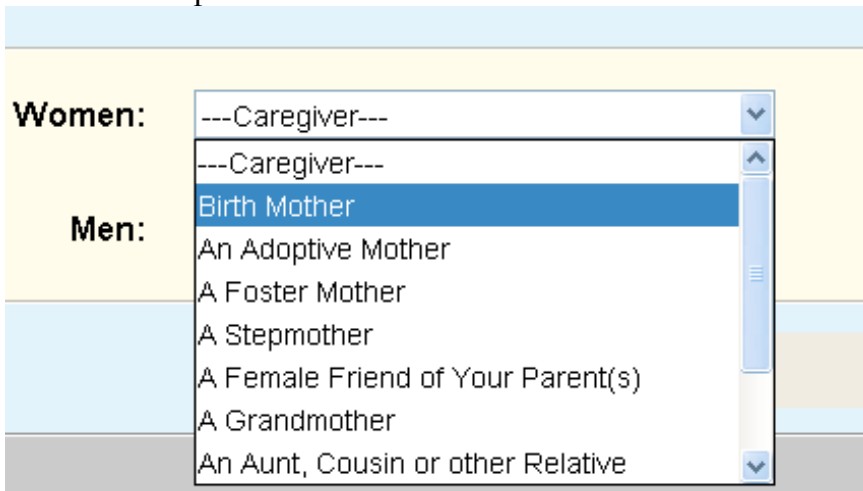 Women: ---Caregiver---
---Caregiver---
Birth Mother
Men:
An Adoptive Mother
A Foster Mother
A Stepmother
A Female Friend of Your Parent(s)
A Grandmother
An Aunt, Cousin or other Relative